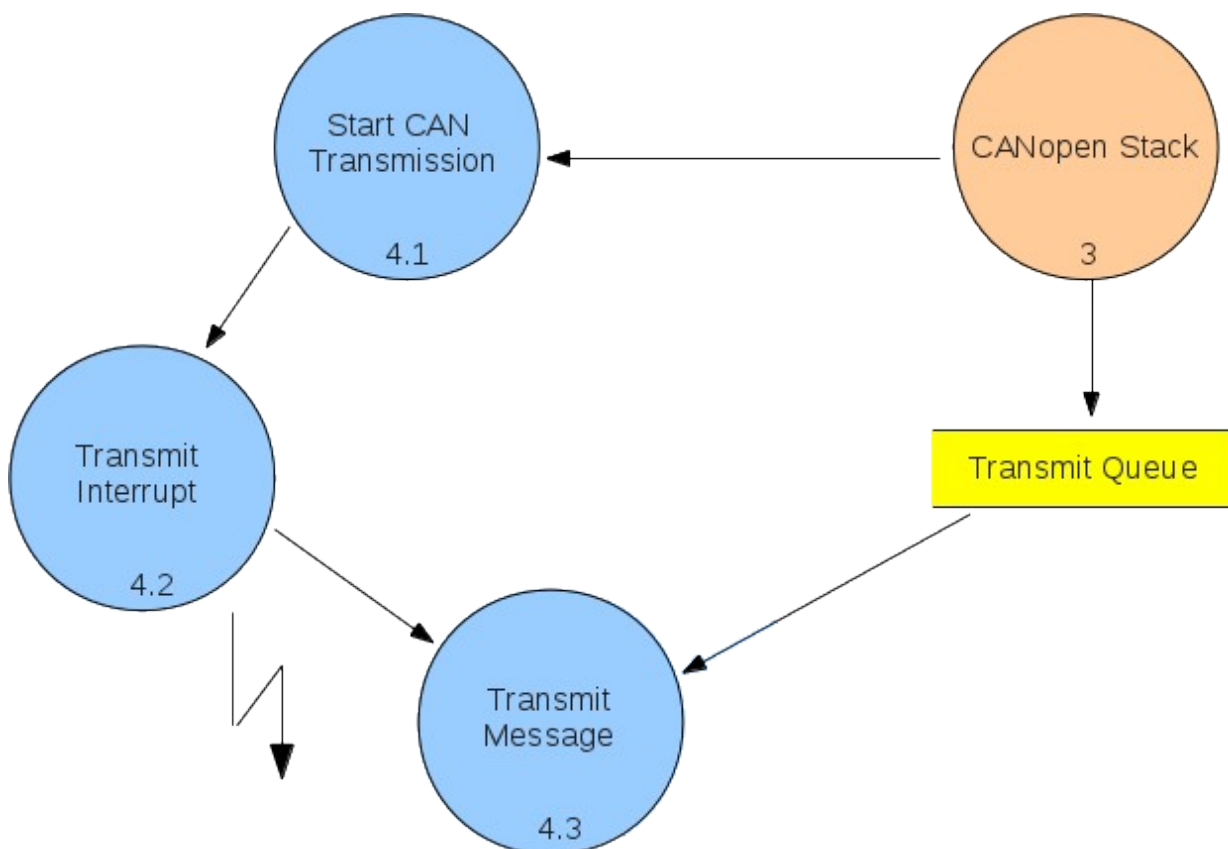 Start CAN
Transmission
4.1
CANopen Stack
3
Transmit
Interrupt
4.2
Transmit Queue
Transmit
Message
4.3